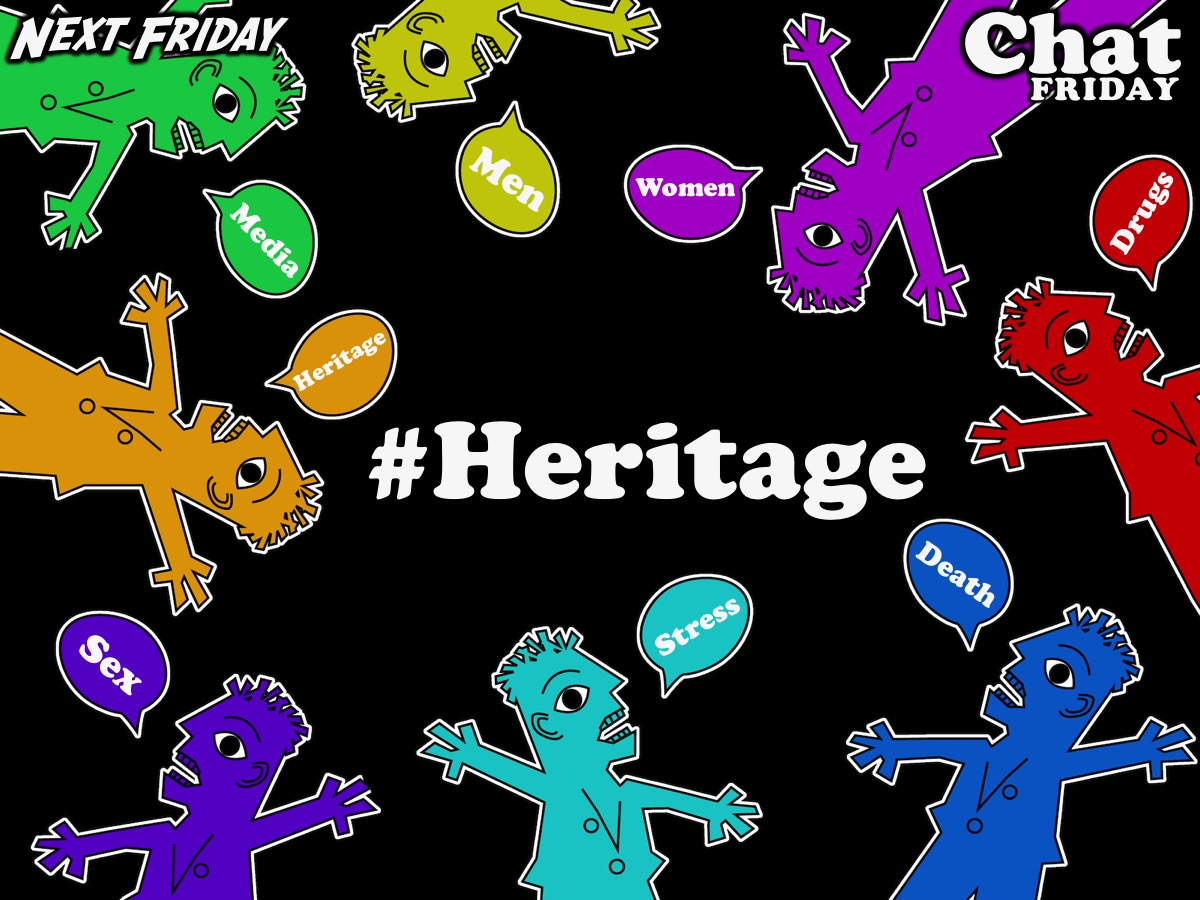 NEXT FRIDAY
Chat
FRIDAY
Men
Women
Drugs
Media
Heritage
#Heritage
Death
Stress
Sex